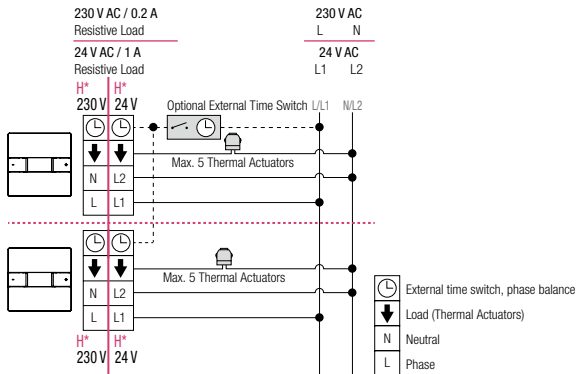 230 V AC / 0.2 A
Resistive Load
24 V AC / 1 A
Resistive Load
230 V AC
L N
24 V AC
L1 L2
H* H*
230 V 24 V
Optional External Time Switch L/L1 N/L2
Max. 5 Thermal Actuators
N L2
L L1
Max. 5 Thermal Actuators
N L2
L L1
H* H*
230 V 24 V
External time switch, phase balance
Load (Thermal Actuators)
N Neutral
L Phase